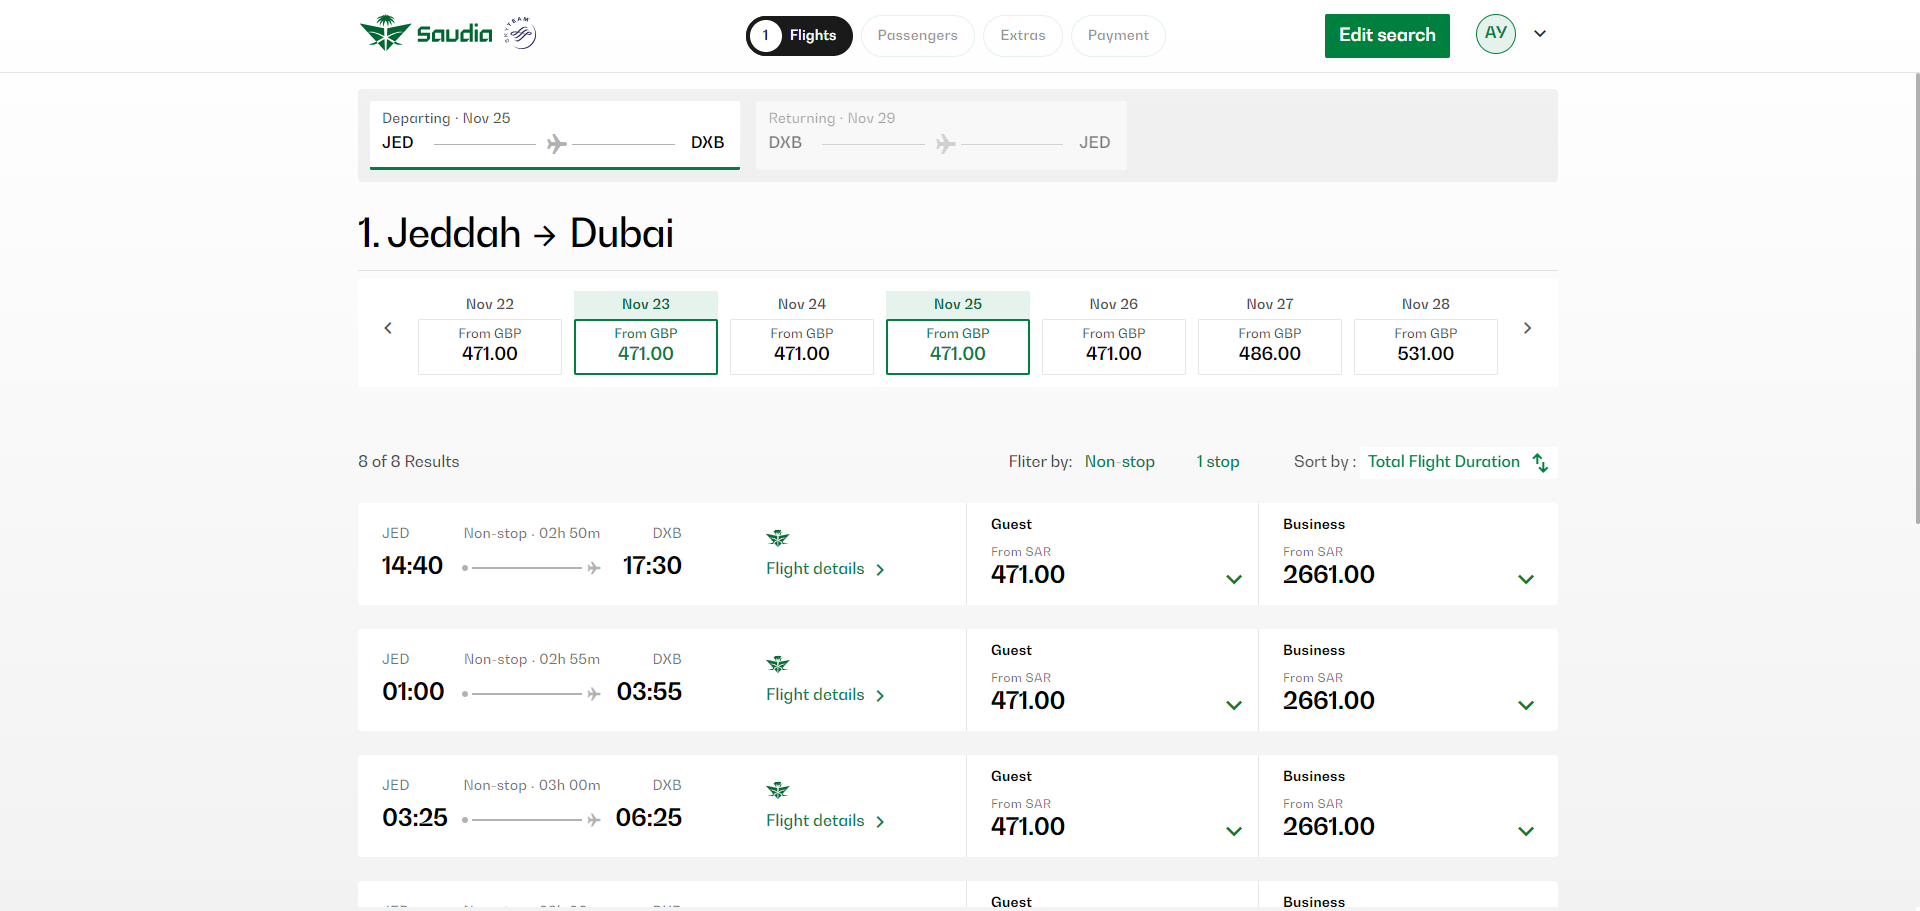 Saudia SKYTEAM
1 Flights Passengers Extras Payment
Edit search AY
Departing · Nov 25
JED DXB
Returning · Nov 29
DXB JED
1. Jeddah → Dubai
Nov 22 Nov 23 Nov 24 Nov 25 Nov 26 Nov 27 Nov 28
From GBP From GBP From GBP From GBP From GBP From GBP From GBP
471.00 471.00 471.00 471.00 471.00 486.00 531.00
8 of 8 Results Fliter by: Non-stop 1 stop Sort by : Total Flight Duration
JED Non-stop · 02h 50m DXB
14:40 17:30
Flight details
Guest
From SAR
471.00
Business
From SAR
2661.00
JED Non-stop · 02h 55m DXB
01:00 03:55
Flight details
Guest
From SAR
471.00
Business
From SAR
2661.00
JED Non-stop · 03h 00m DXB
03:25 06:25
Flight details
Guest
From SAR
471.00
Business
From SAR
2661.00
Guest
Business